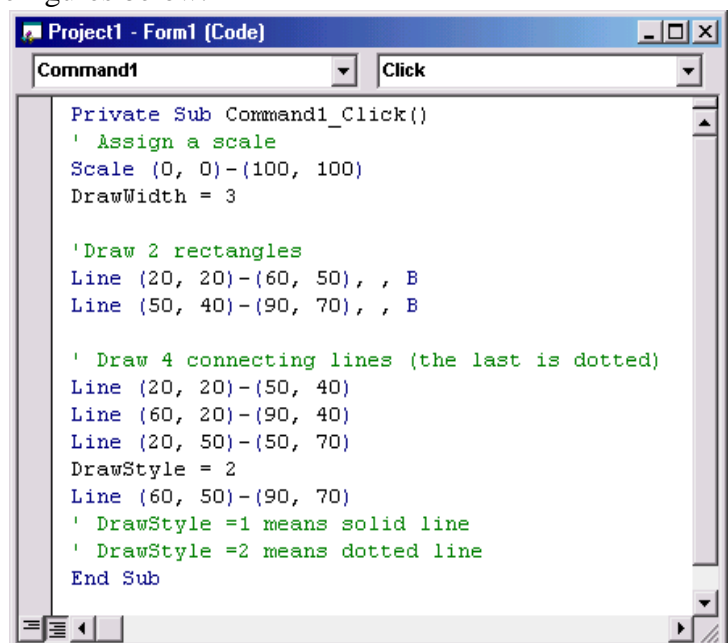 Project1 - Form1 (Code)
Command1 Click
Private Sub Command1_Click()
' Assign a scale
Scale (0, 0)-(100, 100)
DrawWidth = 3
'Draw 2 rectangles
Line (20, 20)-(60, 50), , B
Line (50, 40)-(90, 70), , B
' Draw 4 connecting lines (the last is dotted)
Line (20, 20)-(50, 40)
Line (60, 20)-(90, 40)
Line (20, 50)-(50, 70)
DrawStyle = 2
Line (60, 50)-(90, 70)
' DrawStyle =1 means solid line
' DrawStyle =2 means dotted line
End Sub